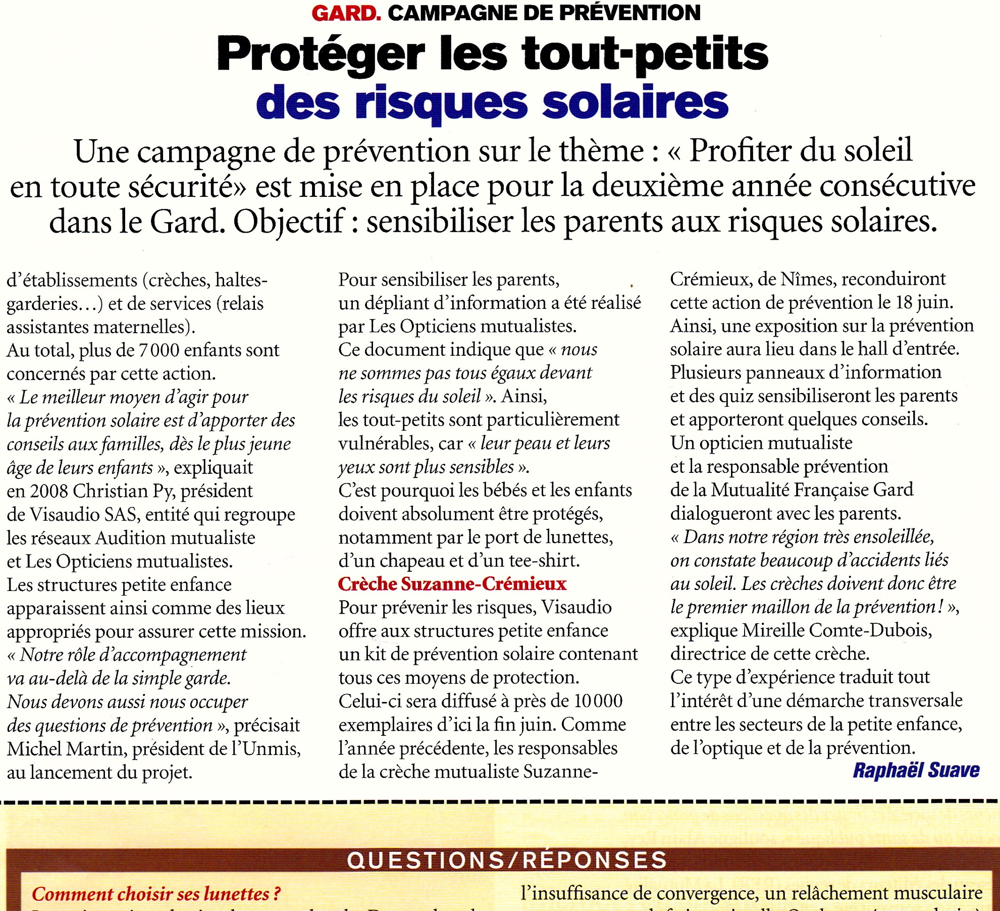 GARD. CAMPAGNE DE PRÉVENTION
Protéger les tout-petits
des risques solaires
Une campagne de prévention sur le thème : « Profiter du soleil
en toute sécurité» est mise en place pour la deuxième année consécutive
dans le Gard. Objectif : sensibiliser les parents aux risques solaires.
d'établissements (crèches, haltes-
garderies…) et de services (relais
assistantes maternelles).
Au total, plus de 7 000 enfants sont
concernés par cette action.
« Le meilleur moyen d'agir pour
la prévention solaire est d'apporter des
conseils aux familles, dès le plus jeune
âge de leurs enfants », expliquait
en 2008 Christian Py, président
de Visaudio SAS, entité qui regroupe
les réseaux Audition mutualiste
et Les Opticiens mutualistes.
Les structures petite enfance
apparaissent ainsi comme des lieux
appropriés pour assurer cette mission.
« Notre rôle d'accompagnement
va au-delà de la simple garde.
Nous devons aussi nous occuper
des questions de prévention », précisait
Michel Martin, président de l'Unmis,
au lancement du projet.
Pour sensibiliser les parents,
un dépliant d'information a été réalisé
par Les Opticiens mutualistes.
Ce document indique que « nous
ne sommes pas tous égaux devant
les risques du soleil ». Ainsi,
les tout-petits sont particulièrement
vulnérables, car « leur peau et leurs
yeux sont plus sensibles ».
C'est pourquoi les bébés et les enfants
doivent absolument être protégés,
notamment par le port de lunettes,
d'un chapeau et d'un tee-shirt.
Crèche Suzanne-Crémieux
Pour prévenir les risques, Visaudio
offre aux structures petite enfance
un kit de prévention solaire contenant
tous ces moyens de protection.
Celui-ci sera diffusé à près de 10 000
exemplaires d'ici la fin juin. Comme
l'année précédente, les responsables
de la crèche mutualiste Suzanne-
Crémieux, de Nîmes, reconduiront
cette action de prévention le 18 juin.
Ainsi, une exposition sur la prévention
solaire aura lieu dans le hall d'entrée.
Plusieurs panneaux d'information
et des quiz sensibiliseront les parents
et apporteront quelques conseils.
Un opticien mutualiste
et la responsable prévention
de la Mutualité Française Gard
dialogueront avec les parents.
« Dans notre région très ensoleillée,
on constate beaucoup d'accidents liés
au soleil. Les crèches doivent donc être
le premier maillon de la prévention ! »,
explique Mireille Comte-Dubois,
directrice de cette crèche.
Ce type d'expérience traduit tout
l'intérêt d'une démarche transversale
entre les secteurs de la petite enfance,
de l'optique et de la prévention.
Raphaël Suave
QUESTIONS/RÉPONSES
Comment choisir ses lunettes ?
l'insuffisance de convergence, un relâchement musculaire